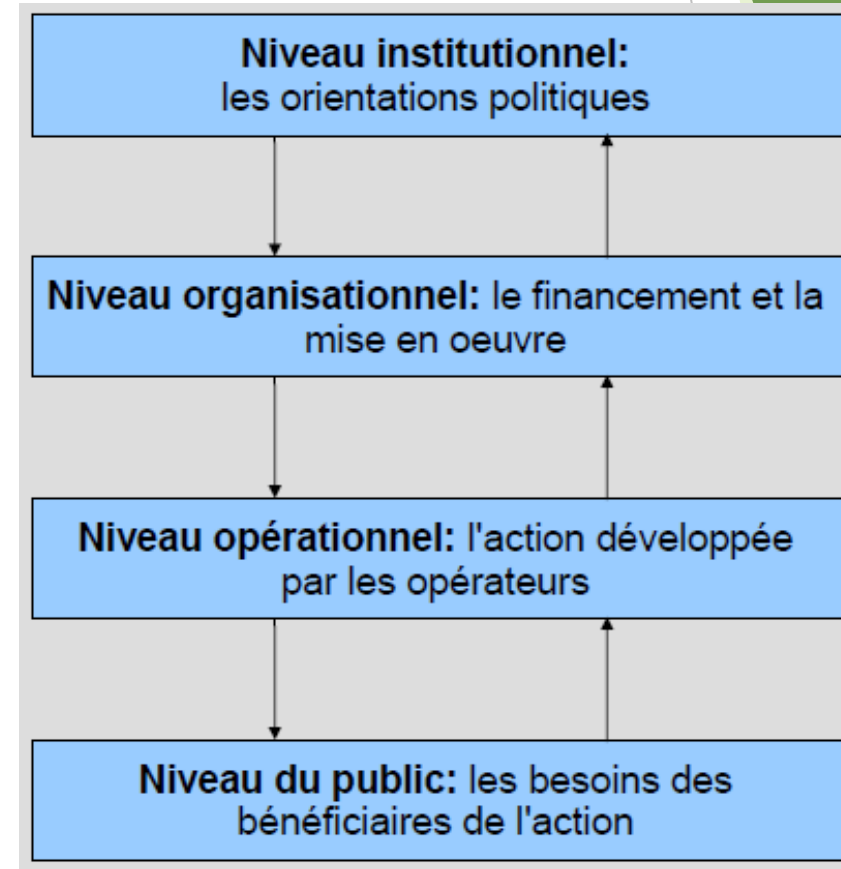 Niveau institutionnel:
les orientations politiques
Niveau organisationnel: le financement et la
mise en oeuvre
Niveau opérationnel: l'action développée
par les opérateurs
Niveau du public: les besoins des
bénéficiaires de l'action